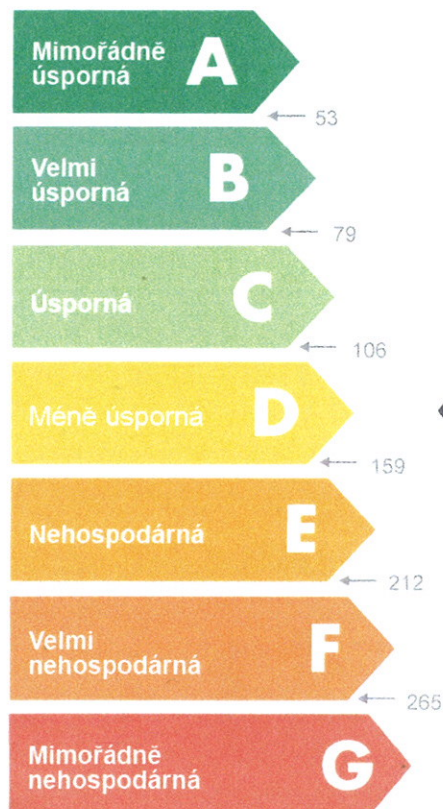 Mimořádně
úsporná A
53
Velmi
úsporná B
79
Úsporná C
106
Méně úsporná D
159
Nehospodárná E
212
Velmi
nehospodárná F
265
Mimořádně
nehospodárná G